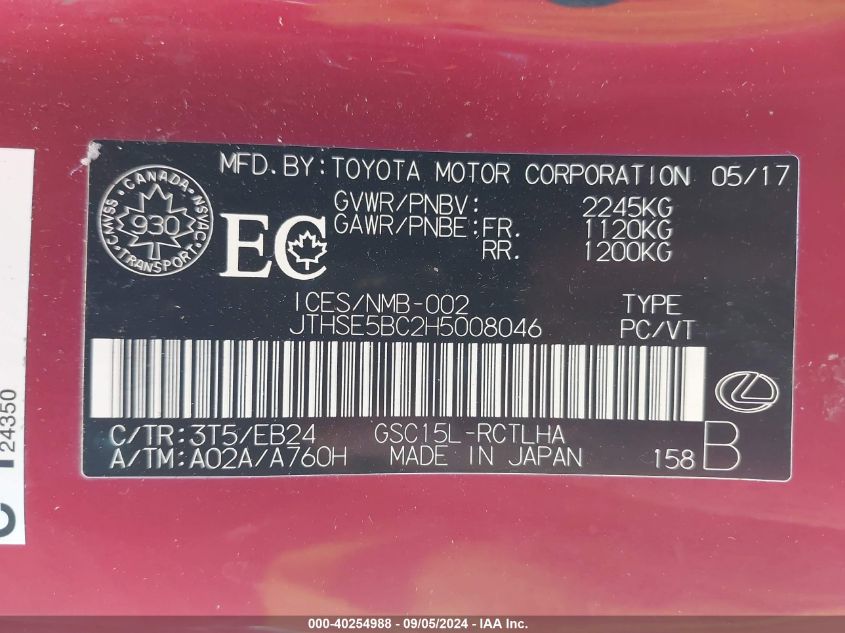 MFD.BY:TOYOTA MOTOR CORPORATION 05/17
GVWR/PNBV: 2245KG
GAWR/PNBE:FR. 1120KG
RR. 1200KG
CANADA
CMVSS
930
NSVAC
TRANSPORT
EC
ICES/NMB-002 TYPE
JTHSE5BC2H5008046 PC/VT
C/TR:3T5/EB24 GSC15L-RCTLHA
A/TM:A02A/A760H MADE IN JAPAN 158 B
24350
000-40254988 - 09/05/2024 - IAA Inc.